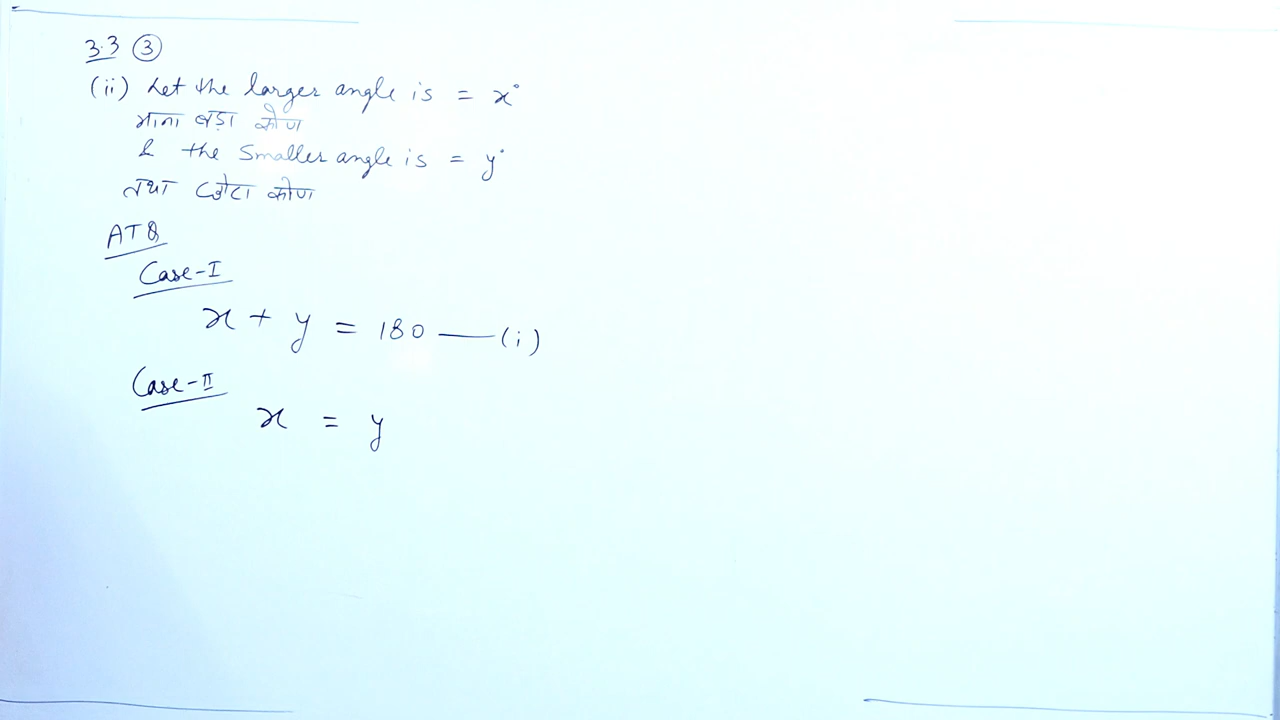 3.3 ③
(ii) Let the larger angle is = x°
माना बड़ा कोण
& the smaller angle is = y°
तथा छोटा कोण
ATQ
Case-I
x + y = 180 —— (i)
Case-II
x = y